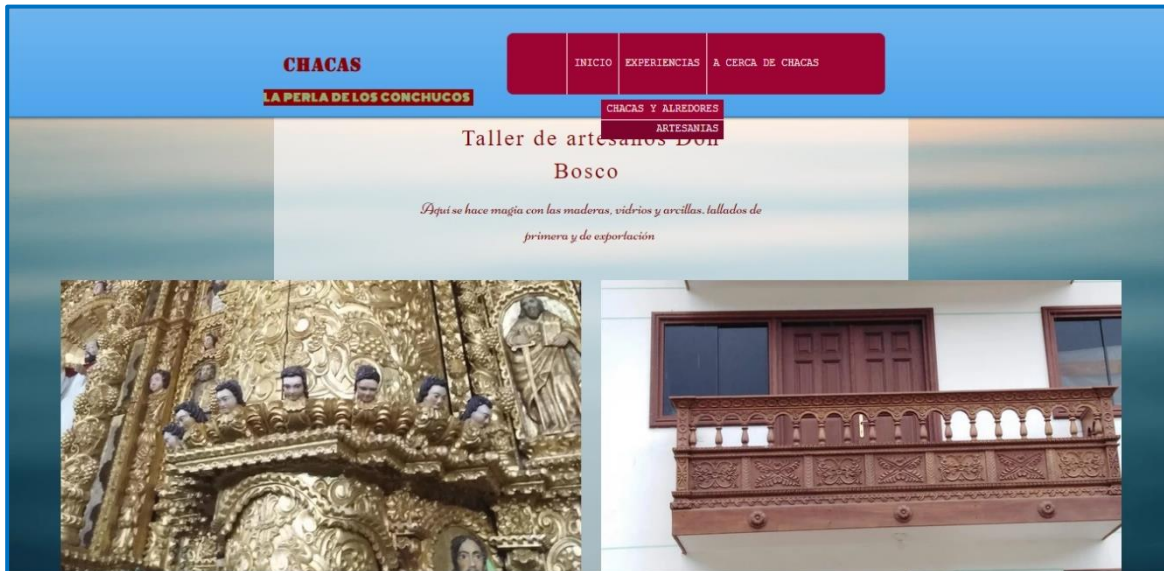 CHACAS
LA PERLA DE LOS CONCHUCOS
INICIO
EXPERIENCIAS
A CERCA DE CHACAS
CHACAS Y ALREDORES
ARTESANIAS
Taller de artesanos Don
Bosco
Aquí se hace magia con las maderas, vidrios y arcillas. tallados de
primera y de exportación